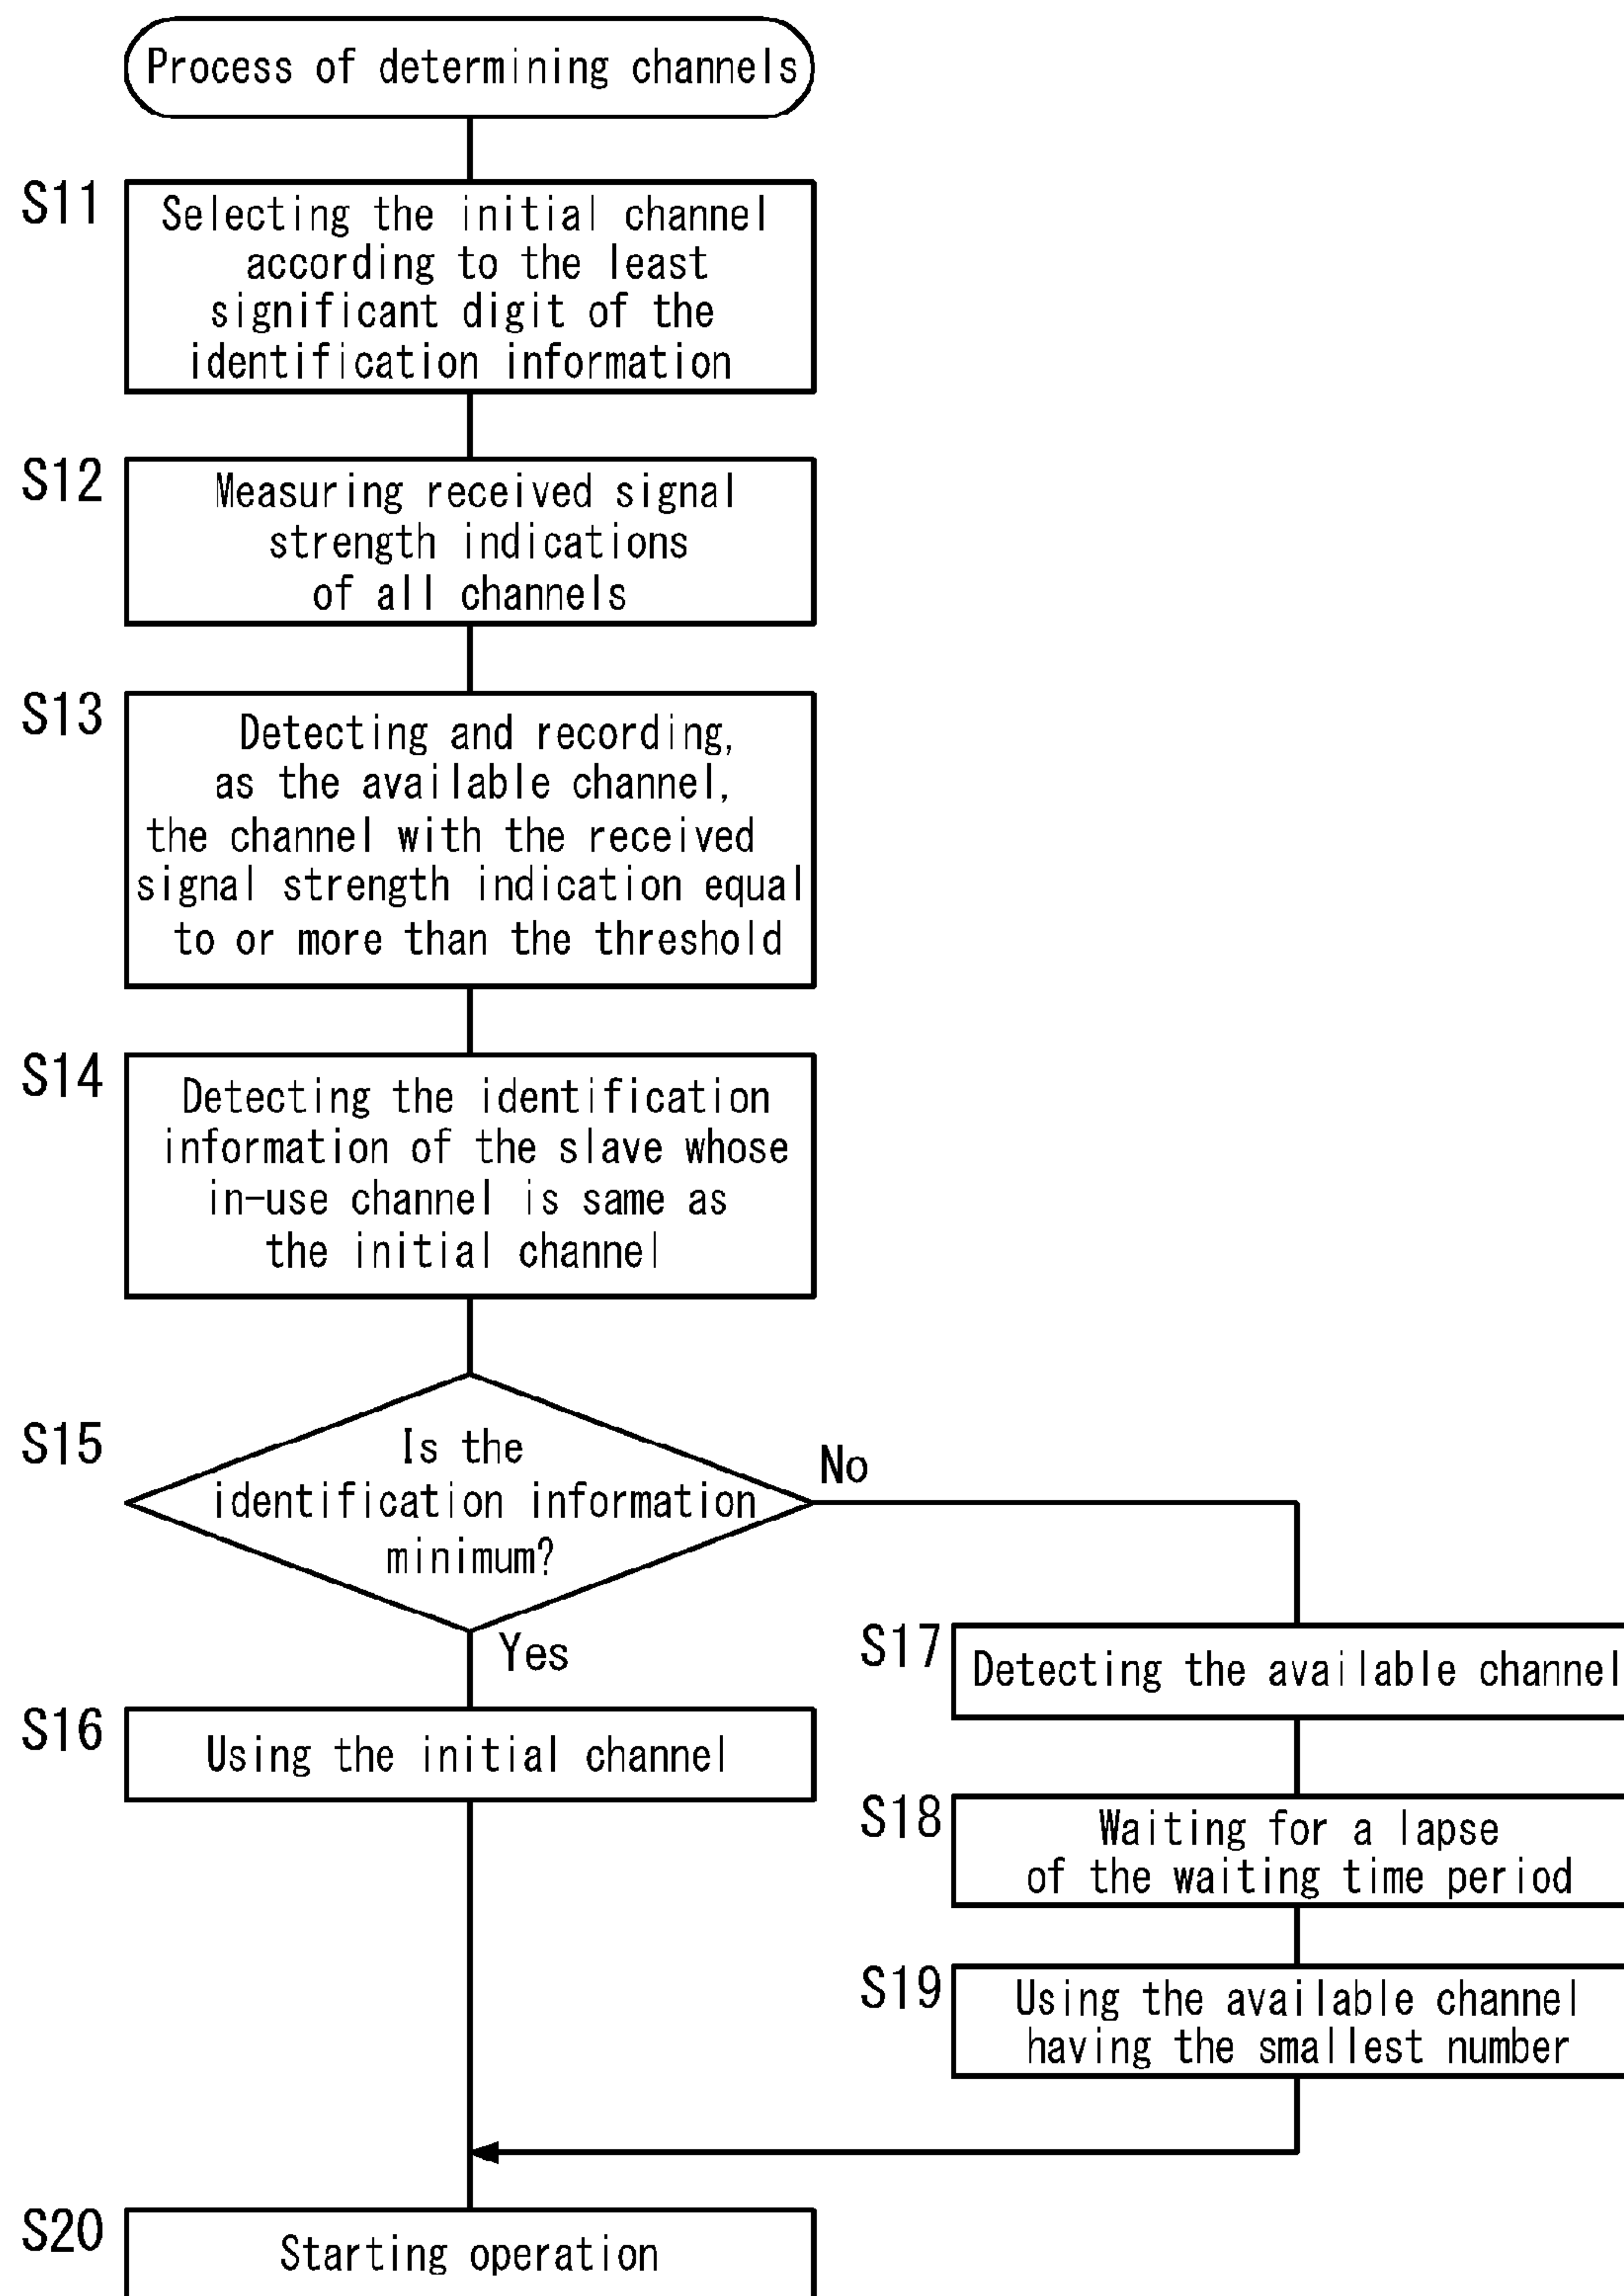 Process of determining channels
S11
Selecting the initial channel
according to the least
significant digit of the
identification information
S12
Measuring received signal
strength indications
of all channels
S13
Detecting and recording,
as the available channel,
the channel with the received
signal strength indication equal
to or more than the threshold
S14
Detecting the identification
information of the slave whose
in-use channel is same as
the initial channel
S15
Is the
identification information
minimum?
No
Yes
S16
Using the initial channel
S17
Detecting the available channel
S18
Waiting for a lapse
of the waiting time period
S19
Using the available channel
having the smallest number
S20
Starting operation